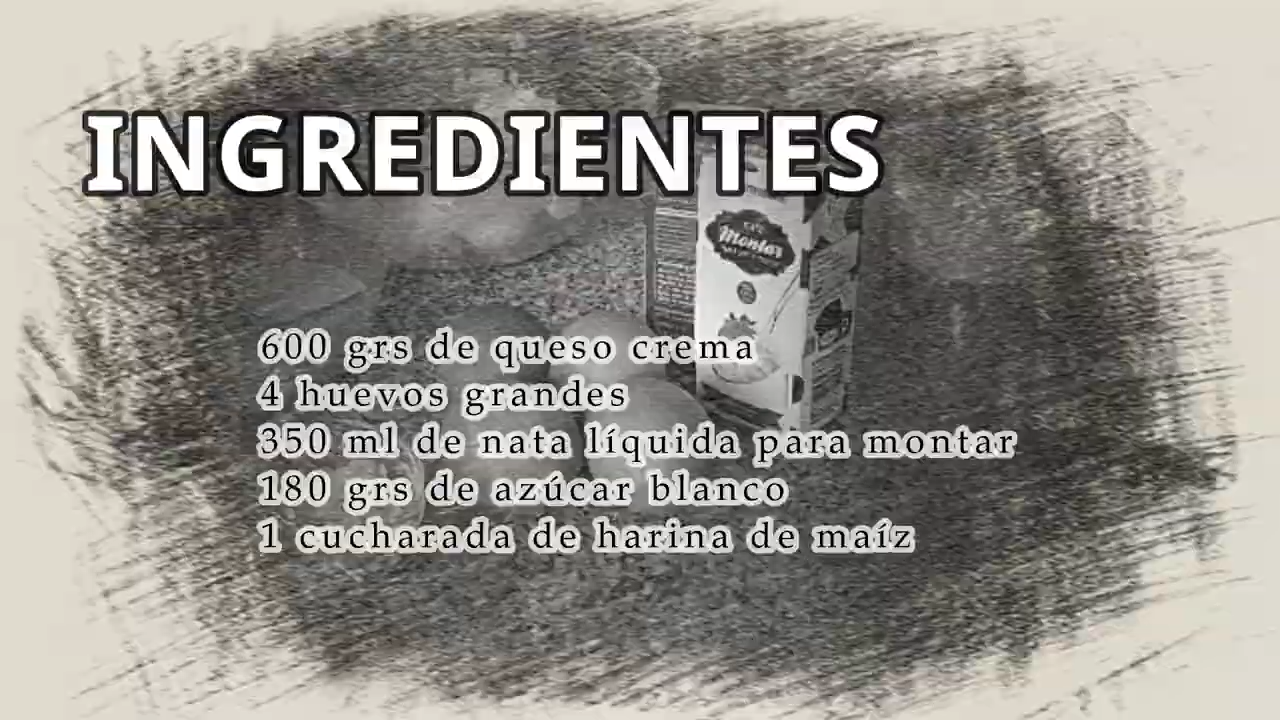 INGREDIENTES
Montar
600 grs de queso crema
4 huevos grandes
350 ml de nata líquida para montar
180 grs de azúcar blanco
1 cucharada de harina de maíz